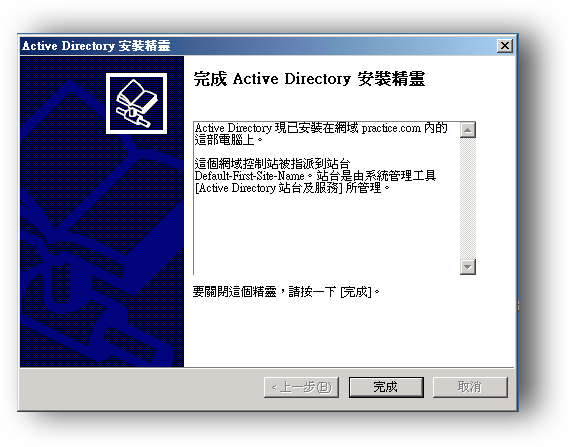 Active Directory 安裝精靈
完成 Active Directory 安裝精靈
Active Directory 現已安裝在網域 practice.com 內的
這部電腦上。
這個網域控制站被指派到站台
Default-First-Site-Name。站台是由系統管理工具
[Active Directory 站台及服務] 所管理。
要關閉這個精靈，請按一下 [完成]。
< 上一步(B)
完成
取消